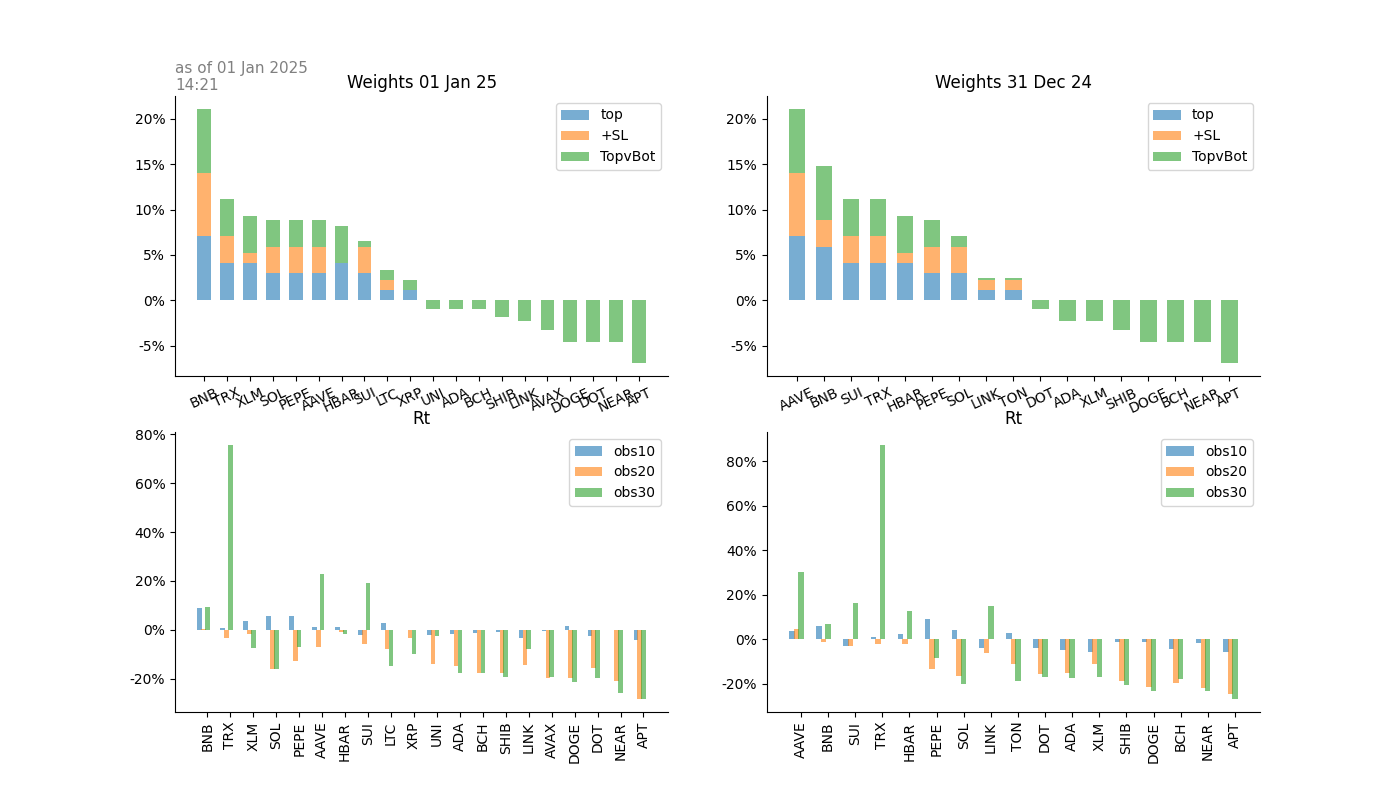 as of 01 Jan 2025
14:21
Weights 01 Jan 25
20%
15%
10%
5%
0%
-5%
top
+SL
TopvBot
BNB TRX XLM SOL PEPE AAVE HBAR SUI LTC XRP UNI ADA BCH SHIB LINK AVAX DOGE DOT NEAR APT
Weights 31 Dec 24
20%
15%
10%
5%
0%
-5%
top
+SL
TopvBot
AAVE BNB SUI TRX HBAR PEPE SOL LINK TON DOT ADA XLM SHIB DOGE BCH NEAR APT
Rt
80%
60%
40%
20%
0%
-20%
obs10
obs20
obs30
BNB TRX XLM SOL PEPE AAVE HBAR SUI LTC XRP UNI ADA BCH SHIB LINK AVAX DOGE DOT NEAR APT
Rt
80%
60%
40%
20%
0%
-20%
obs10
obs20
obs30
AAVE BNB SUI TRX HBAR PEPE SOL LINK TON DOT ADA XLM SHIB DOGE BCH NEAR APT